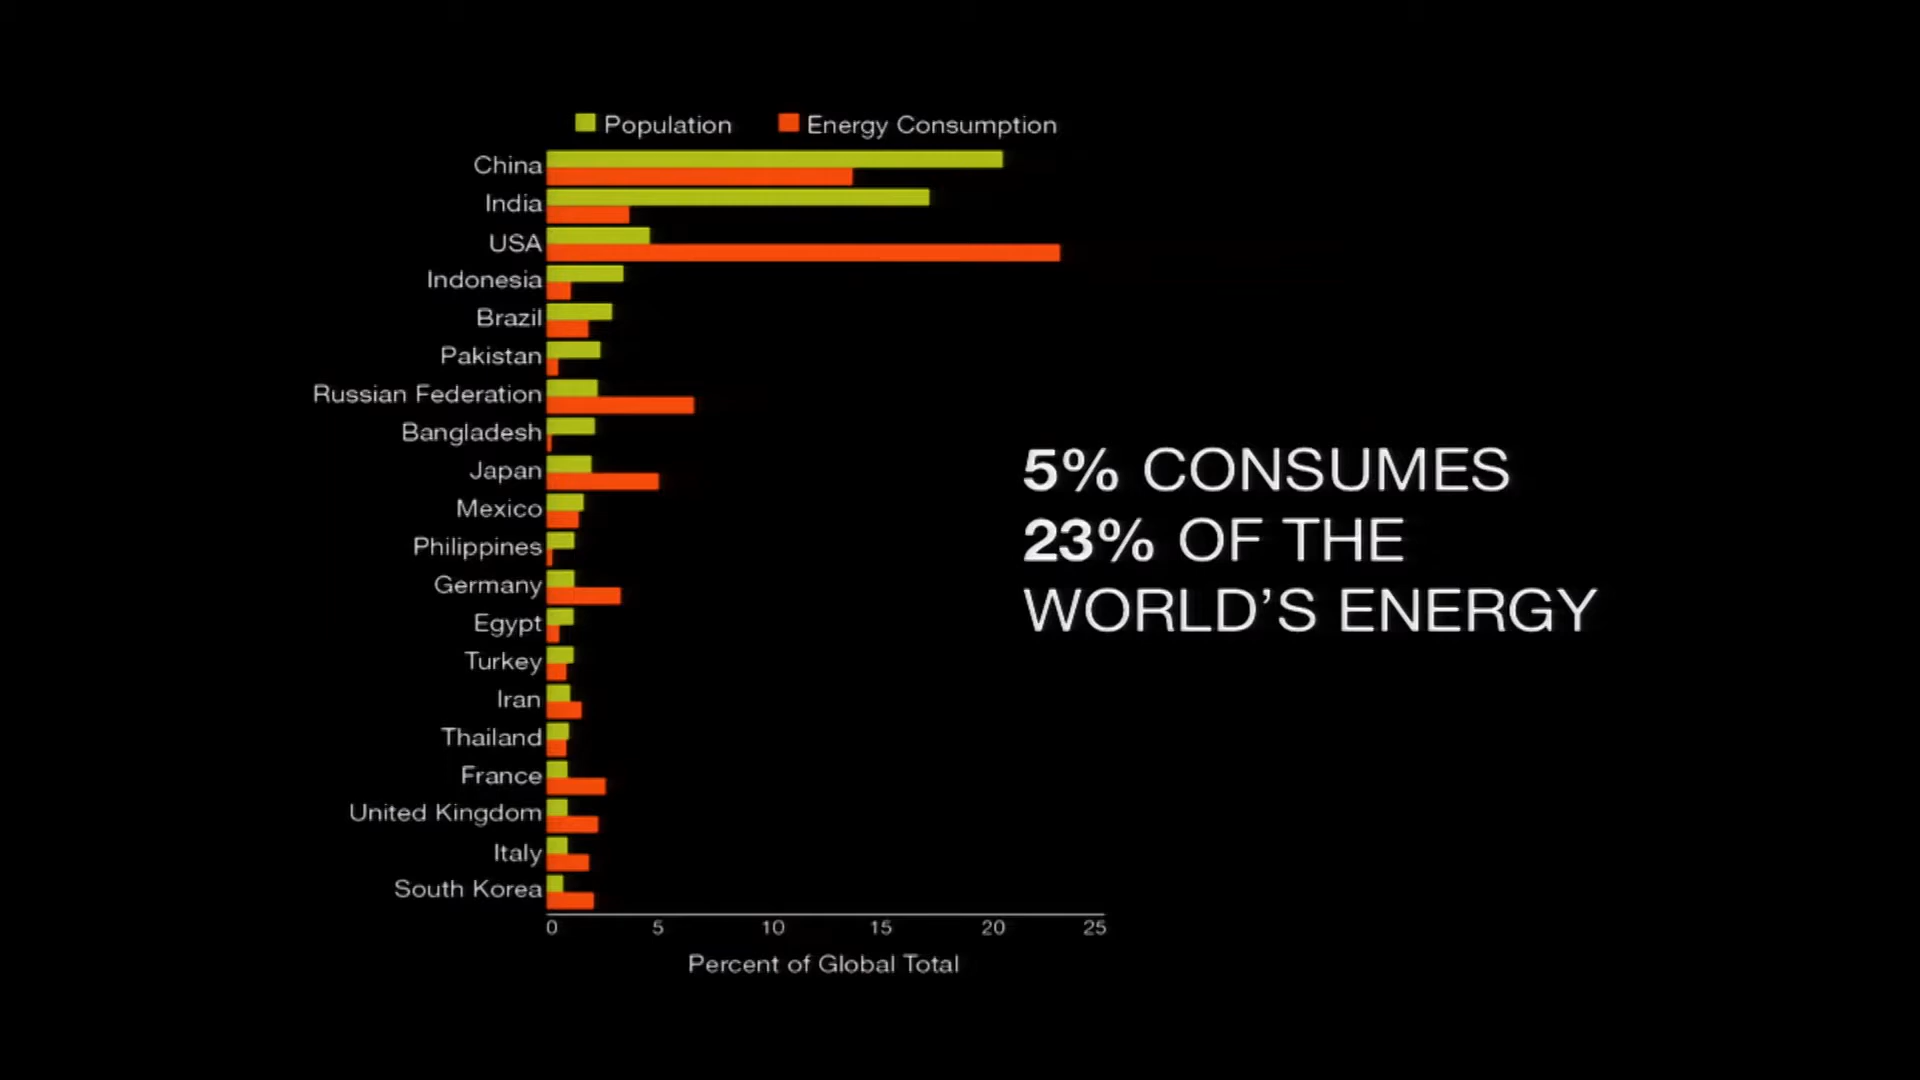 Population
Energy Consumption
China
India
USA
Indonesia
Brazil
Pakistan
Russian Federation
Bangladesh
Japan
Mexico
Philippines
Germany
Egypt
Turkey
Iran
Thailand
France
United Kingdom
Italy
South Korea
0 5 10 15 20 25
Percent of Global Total
5% CONSUMES
23% OF THE
WORLD’S ENERGY